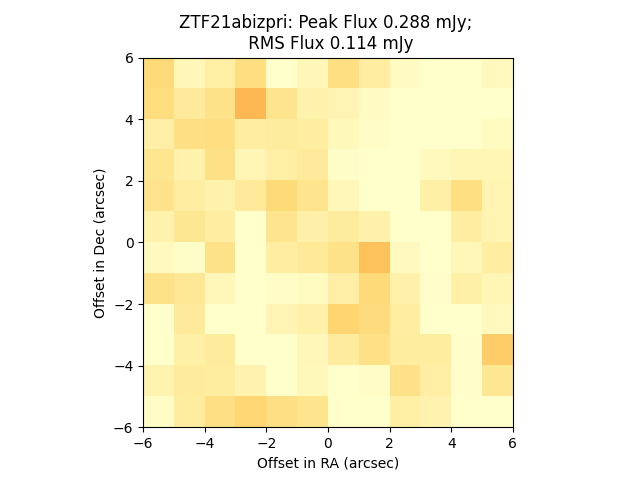 ZTF21abizpri: Peak Flux 0.288 mJy;
RMS Flux 0.114 mJy
6
4
2
0
−2
−4
−6
Offset in Dec (arcsec)
−6 −4 −2 0 2 4 6
Offset in RA (arcsec)